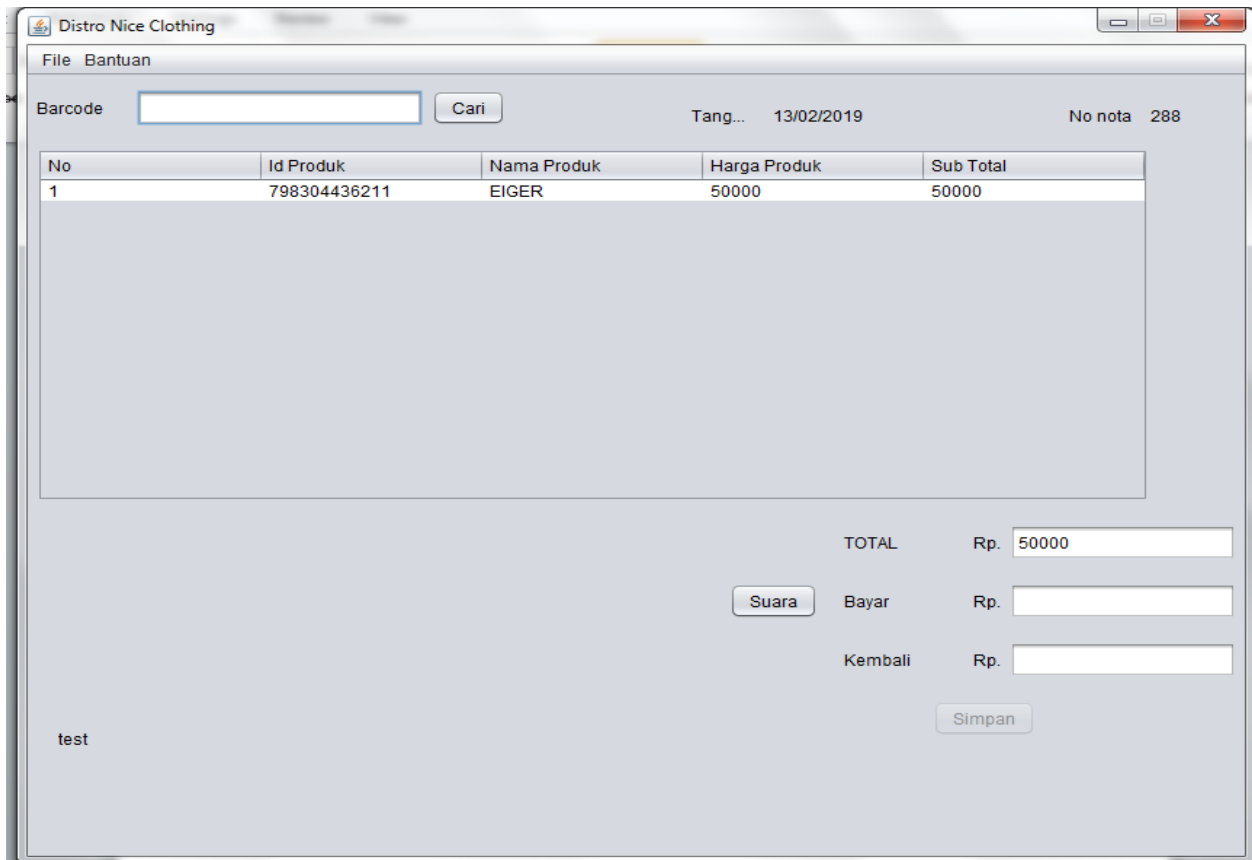 Distro Nice Clothing
File Bantuan
Barcode Cari Tang... 13/02/2019 No nota 288
No Id Produk Nama Produk Harga Produk Sub Total
1 798304436211 EIGER 50000 50000
TOTAL Rp. 50000
Suara Bayar Rp.
Kembali Rp.
Simpan
test